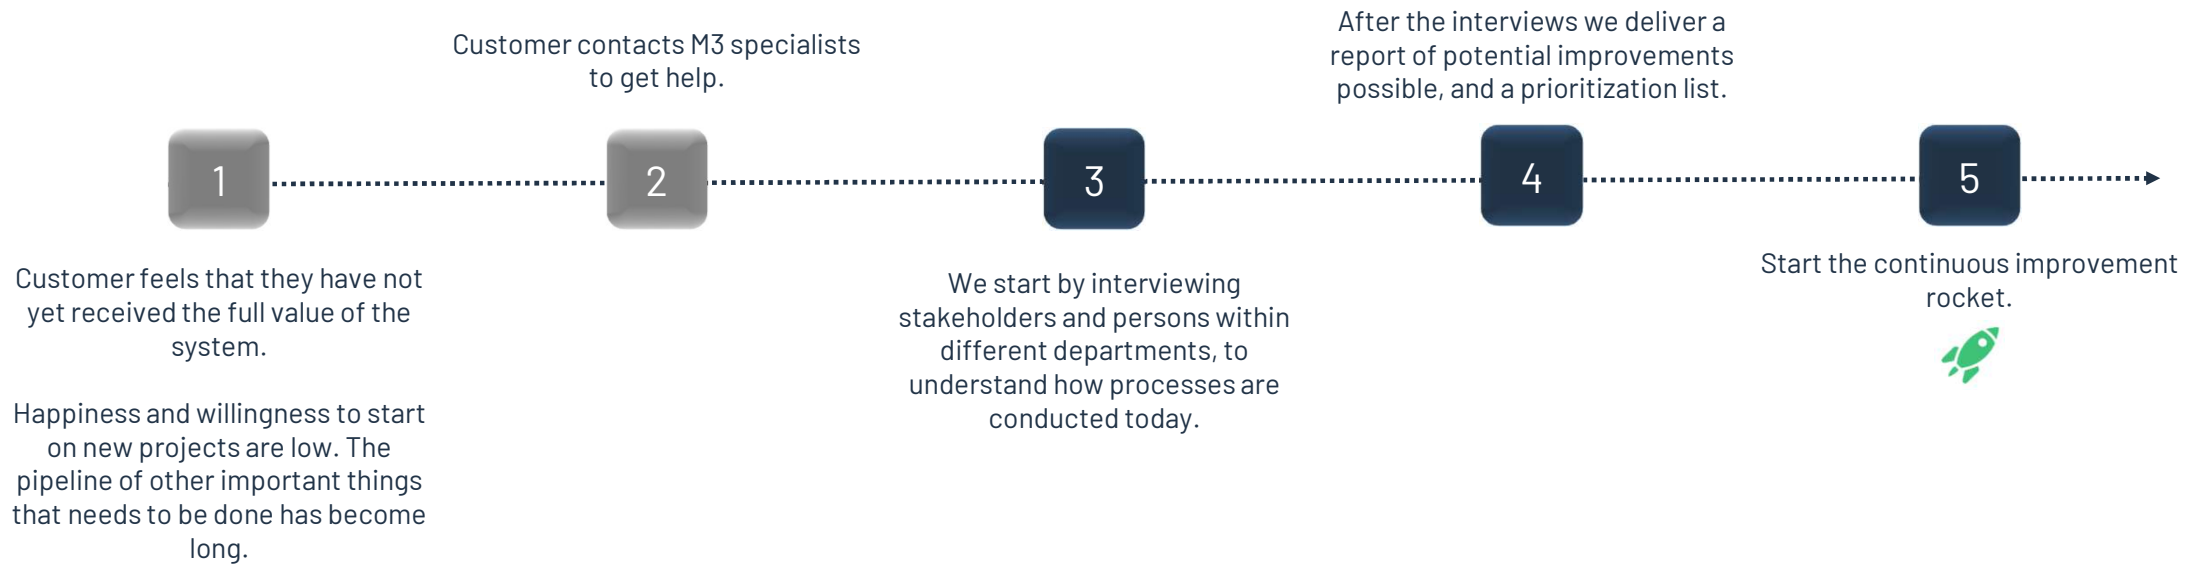 1
Customer feels that they have not
yet received the full value of the
system.
Happiness and willingness to start
on new projects are low. The
pipeline of other important things
that needs to be done has become
long.
Customer contacts M3 specialists
to get help.
2
3
We start by interviewing
stakeholders and persons within
different departments, to
understand how processes are
conducted today.
After the interviews we deliver a
report of potential improvements
possible, and a prioritization list.
4
5
Start the continuous improvement
rocket.